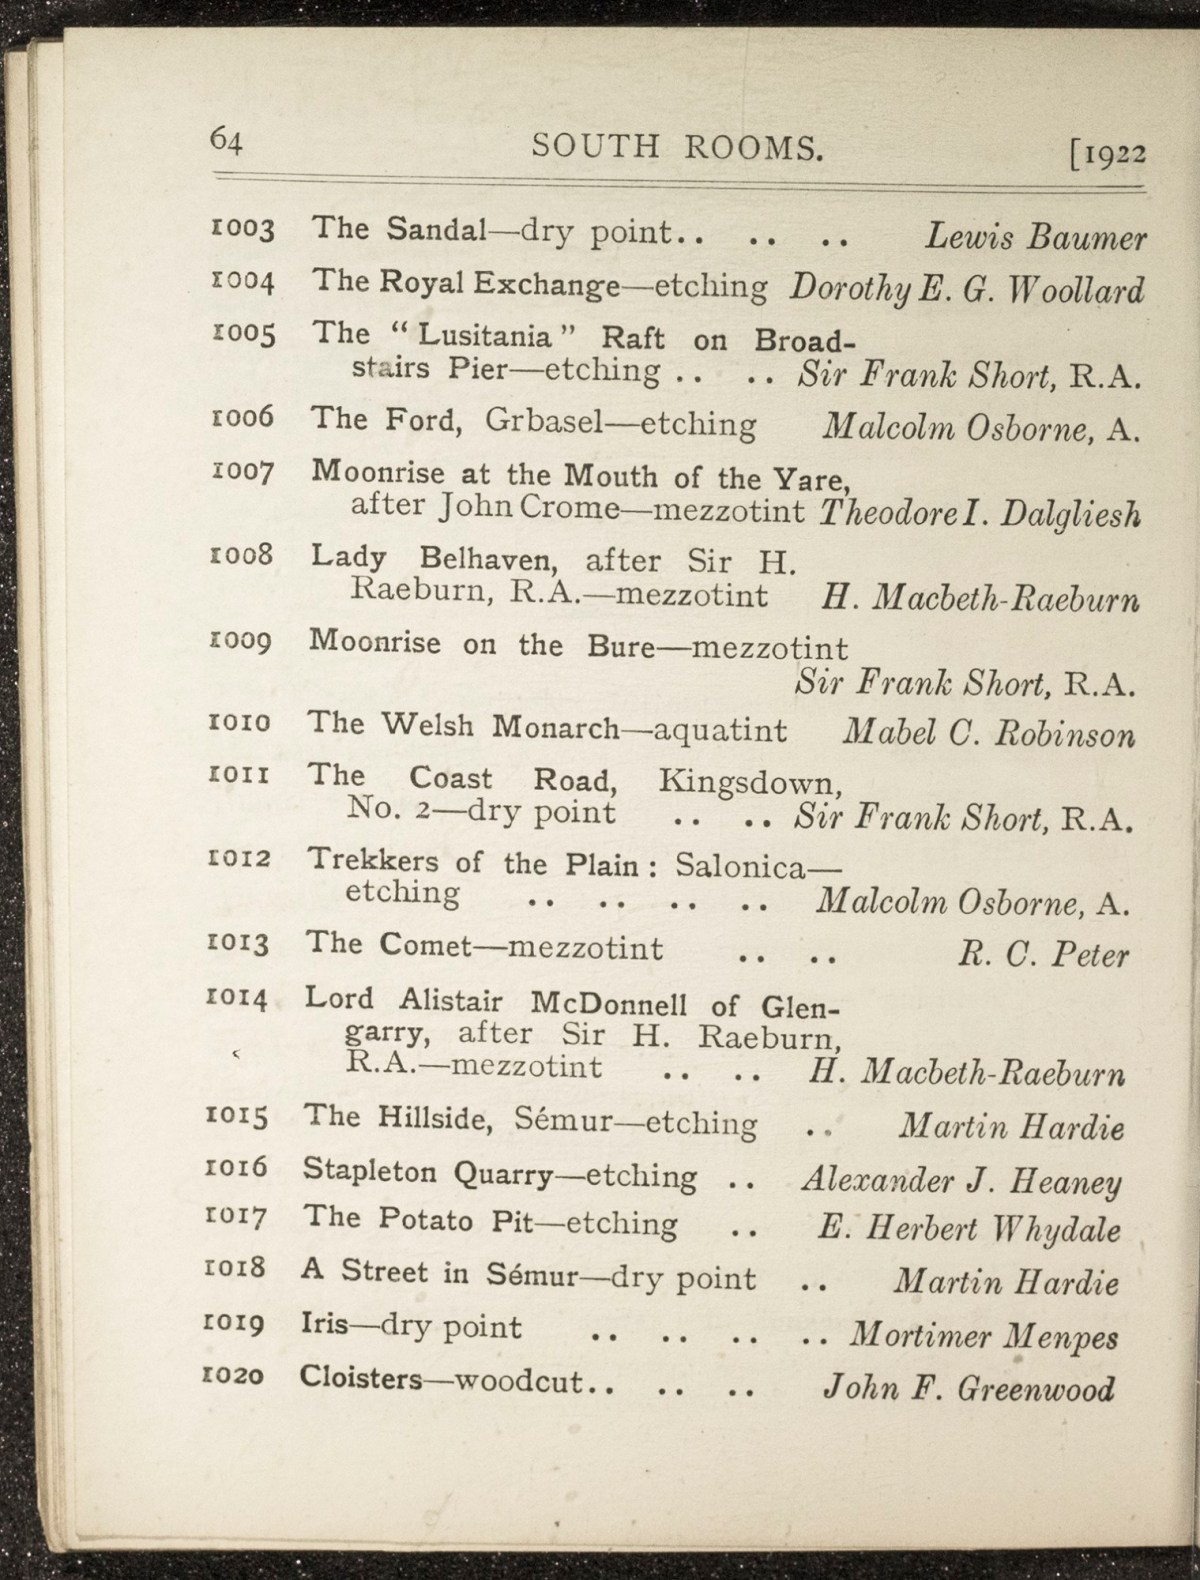 64 SOUTH ROOMS. [1922
1003 The Sandal—dry point.. .. .. Lewis Baumer
1004 The Royal Exchange—etching Dorothy E. G. Woollard
1005 The “Lusitania” Raft on Broad-
stairs Pier—etching .. .. Sir Frank Short, R.A.
1006 The Ford, Grbasel—etching Malcolm Osborne, A.
1007 Moonrise at the Mouth of the Yare,
after John Crome—mezzotint Theodore I. Dalgliesh
1008 Lady Belhaven, after Sir H.
Raeburn, R.A.—mezzotint H. Macbeth-Raeburn
1009 Moonrise on the Bure—mezzotint
Sir Frank Short, R.A.
1010 The Welsh Monarch—aquatint Mabel C. Robinson
1011 The Coast Road, Kingsdown,
No. 2—dry point .. .. Sir Frank Short, R.A.
1012 Trekkers of the Plain: Salonica—
etching .. .. .. .. Malcolm Osborne, A.
1013 The Comet—mezzotint .. .. R. C. Peter
1014 Lord Alistair McDonnell of Glen-
garry, after Sir H. Raeburn,
R.A.—mezzotint .. .. H. Macbeth-Raeburn
1015 The Hillside, Sémur—etching .. Martin Hardie
1016 Stapleton Quarry—etching .. Alexander J. Heaney
1017 The Potato Pit—etching .. E. Herbert Whydale
1018 A Street in Sémur—dry point .. Martin Hardie
1019 Iris—dry point .. .. .. .. Mortimer Menpes
1020 Cloisters—woodcut.. .. .. John F. Greenwood